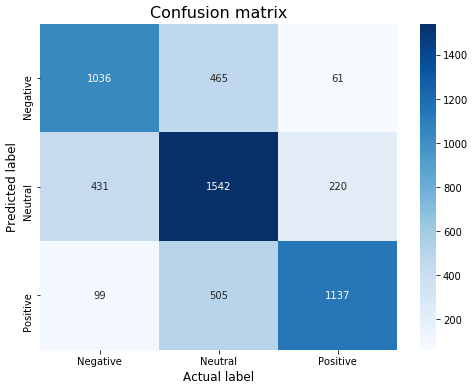 Confusion matrix
Negative 1036 465 61
Neutral 431 1542 220
Positive 99 505 1137
Negative Neutral Positive
Predicted label
Actual label
1400
1200
1000
800
600
400
200